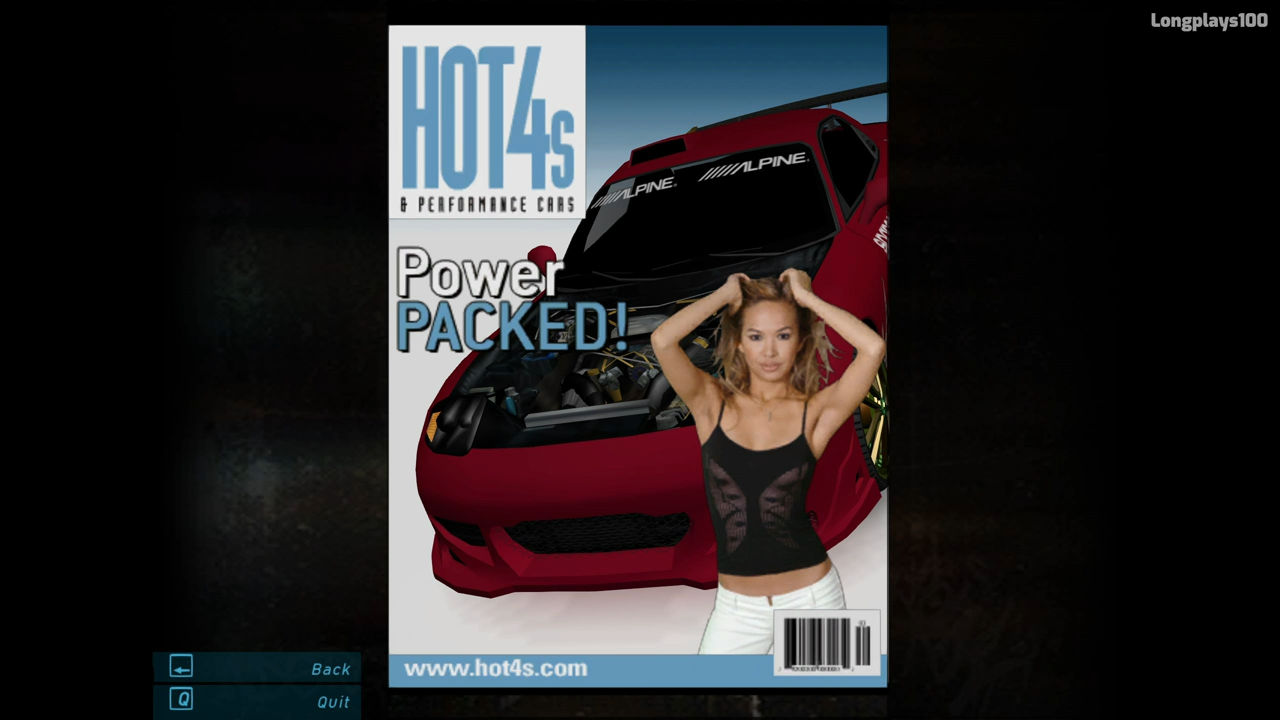 Longplays100
HOT4s
& PERFORMANCE CARS
////ALPINE
/////ALPINE
Power
PACKED!
www.hot4s.com
Back
Q Quit